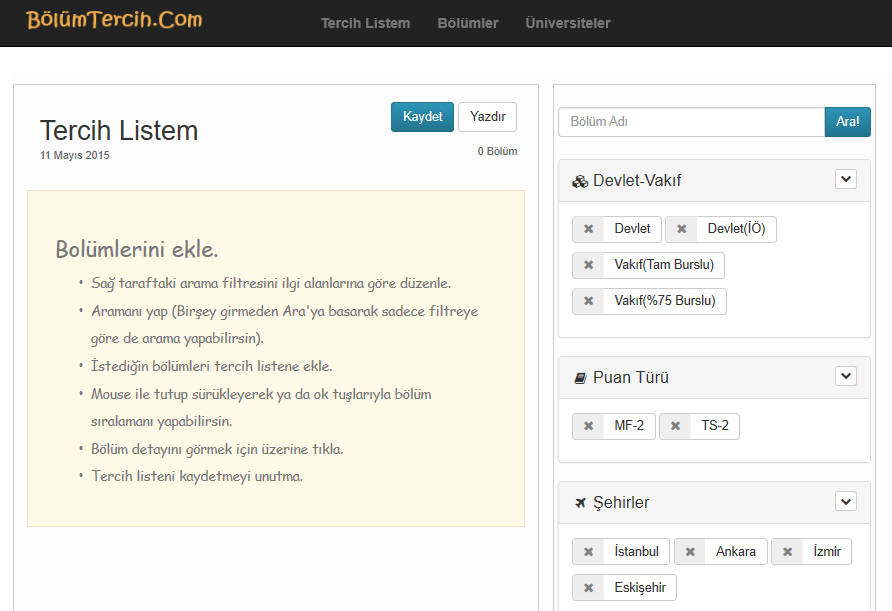 BölümTercih.Com
Tercih Listem Bölümler Üniversiteler
Tercih Listem
11 Mayıs 2015
Kaydet Yazdır
0 Bölüm
Bolümlerini ekle.
• Sağ taraftaki arama filtresini ilgi alanlarına göre düzenle.
• Aramanı yap (Birşey girmeden Ara'ya basarak sadece filtreye
göre de arama yapabilirsin).
• İstediğin bölümleri tercih listene ekle.
• Mouse ile tutup sürükleyerek ya da ok tuşlarıyla bölüm
sıralamanı yapabilirsin.
• Bölüm detayını görmek için üzerine tıkla.
• Tercih listeni kaydetmeyi unutma.
Bölüm Adı Ara!
Devlet-Vakıf
Devlet Devlet(İÖ)
Vakıf(Tam Burslu)
Vakıf(%75 Burslu)
Puan Türü
MF-2 TS-2
Şehirler
İstanbul Ankara İzmir
Eskişehir